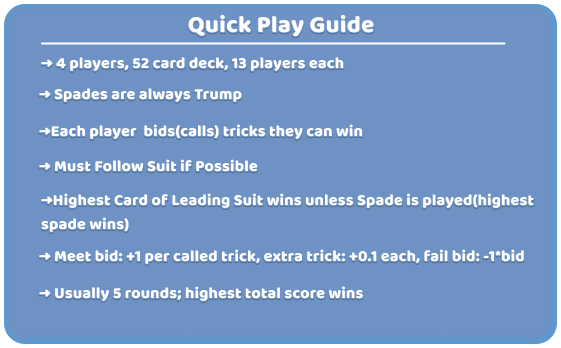 Quick Play Guide
→ 4 players, 52 card deck, 13 players each
→ Spades are always Trump
→Each player  bids(calls) tricks they can win
→ Must Follow Suit if Possible
→Highest Card of Leading Suit wins unless Spade is played(highest
spade wins)
→ Meet bid: +1 per called trick, extra trick: +0.1 each, fail bid: -1*bid
→ Usually 5 rounds; highest total score wins